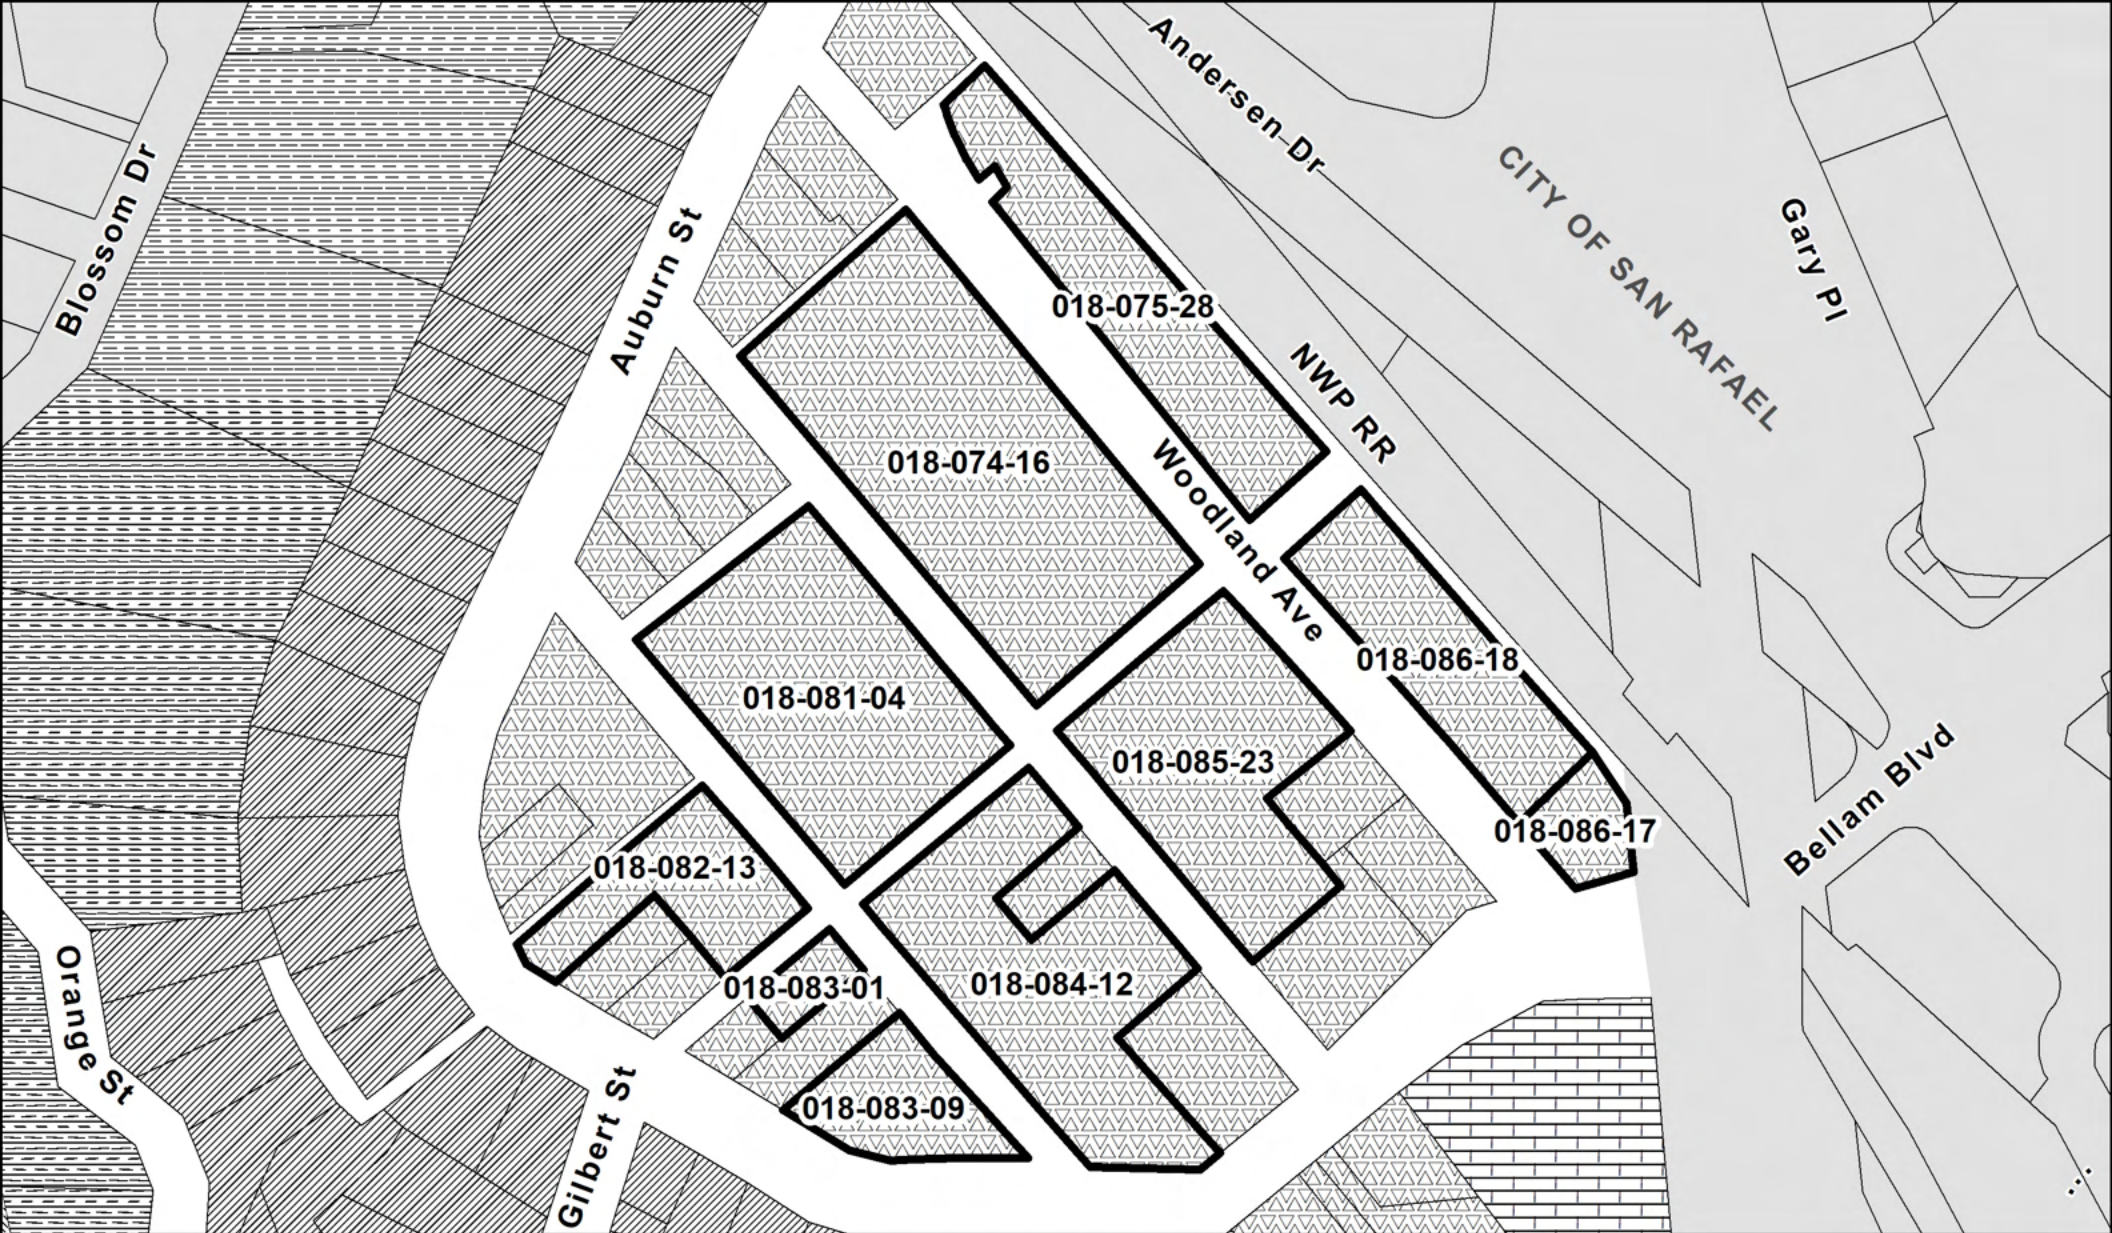 Andersen Dr
CITY OF SAN RAFAEL
Gary Pl
Blossom Dr
Auburn St
018-075-28
NWP RR
018-074-16
Woodland Ave
018-086-18
018-081-04
018-085-23
018-086-17
Bellam Blvd
018-082-13
018-083-01
018-084-12
Orange St
018-083-09
Gilbert St
...